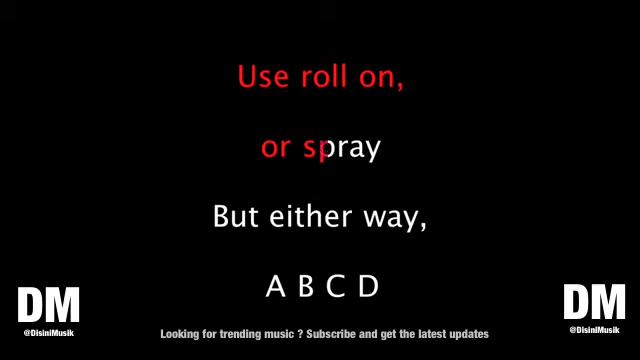 Use roll on,
or spray
But either way,
A B C D
DM
@DisiniMusik
DM
@DisiniMusik
Looking for trending music ? Subscribe and get the latest updates